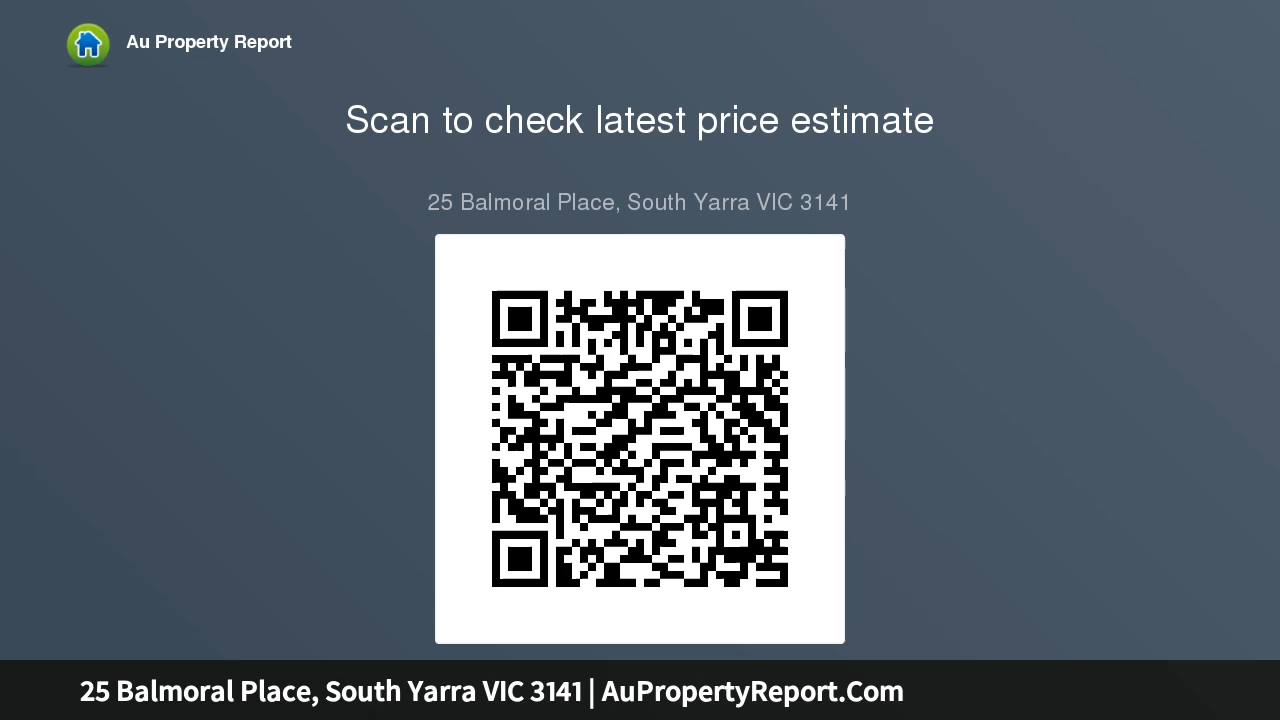 Au Property Report
Scan to check latest price estimate
25 Balmoral Place, South Yarra VIC 3141
25 Balmoral Place, South Yarra VIC 3141 | AuPropertyReport.Com